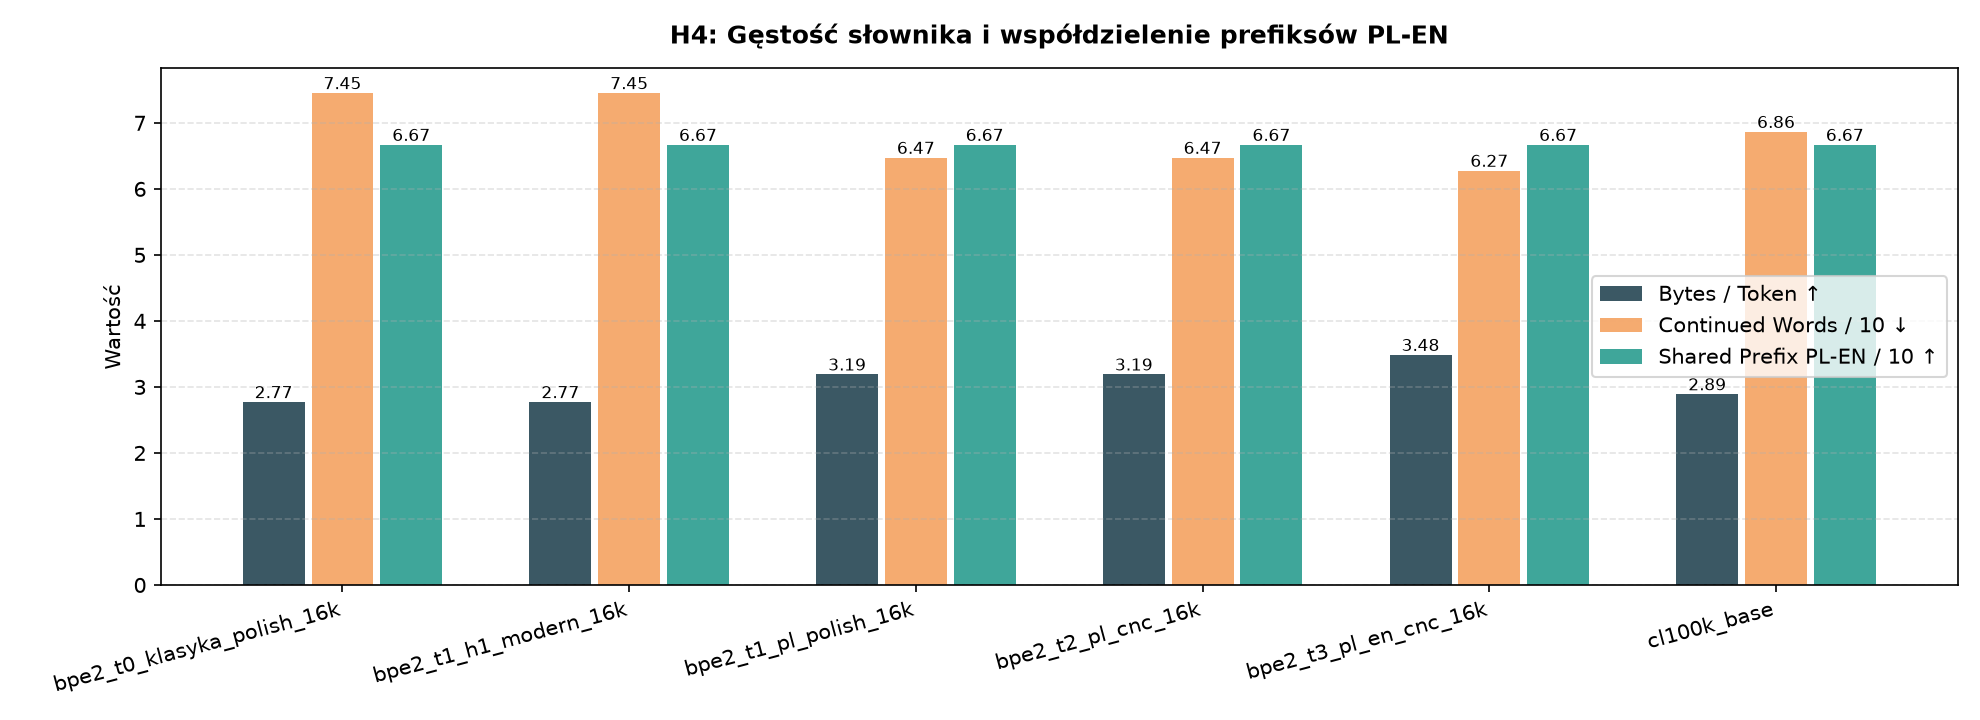 H4: Gęstość słownika i współdzielenie prefiksów PL-EN
Wartość
7
6
5
4
3
2
1
0
2.77
7.45
6.67
2.77
7.45
6.67
3.19
6.47
6.67
3.19
6.47
6.67
3.48
6.27
6.67
2.89
6.86
6.67
Bytes / Token ↑
Continued Words / 10 ↓
Shared Prefix PL-EN / 10 ↑
bpe2_t0_klasyka_polish_16k
bpe2_t1_h1_modern_16k
bpe2_t1_pl_polish_16k
bpe2_t2_pl_cnc_16k
bpe2_t3_pl_en_cnc_16k
cl100k_base